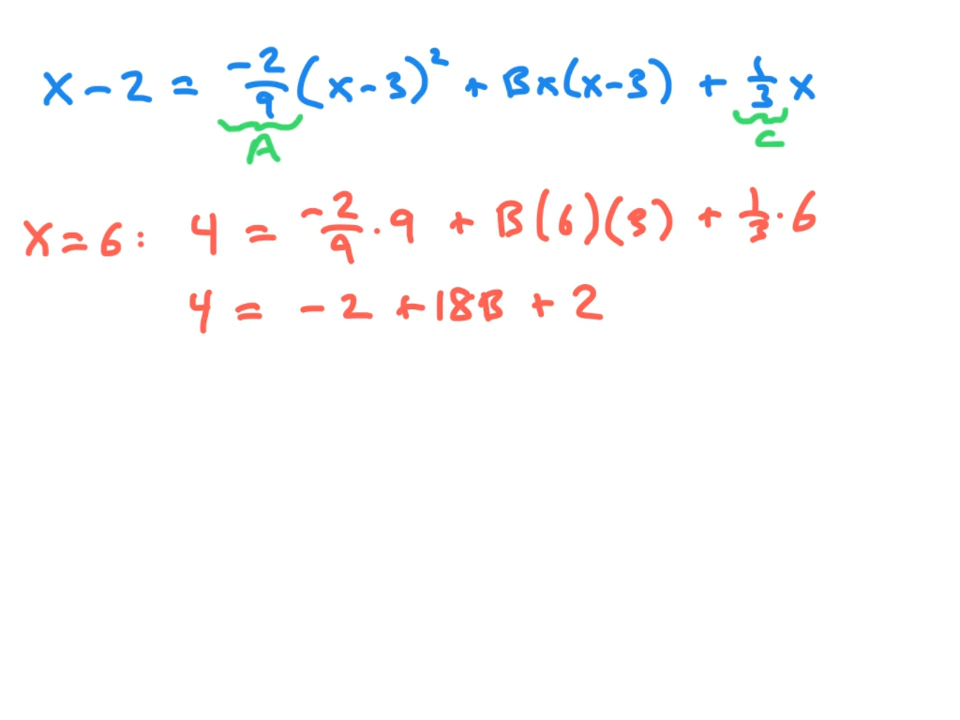 x - 2 = -2/9 (x-3)² + Bx(x-3) + 1/3 x
A C
x = 6: 4 = -2/9 · 9 + B(6)(3) + 1/3 · 6
4 = -2 + 18B + 2